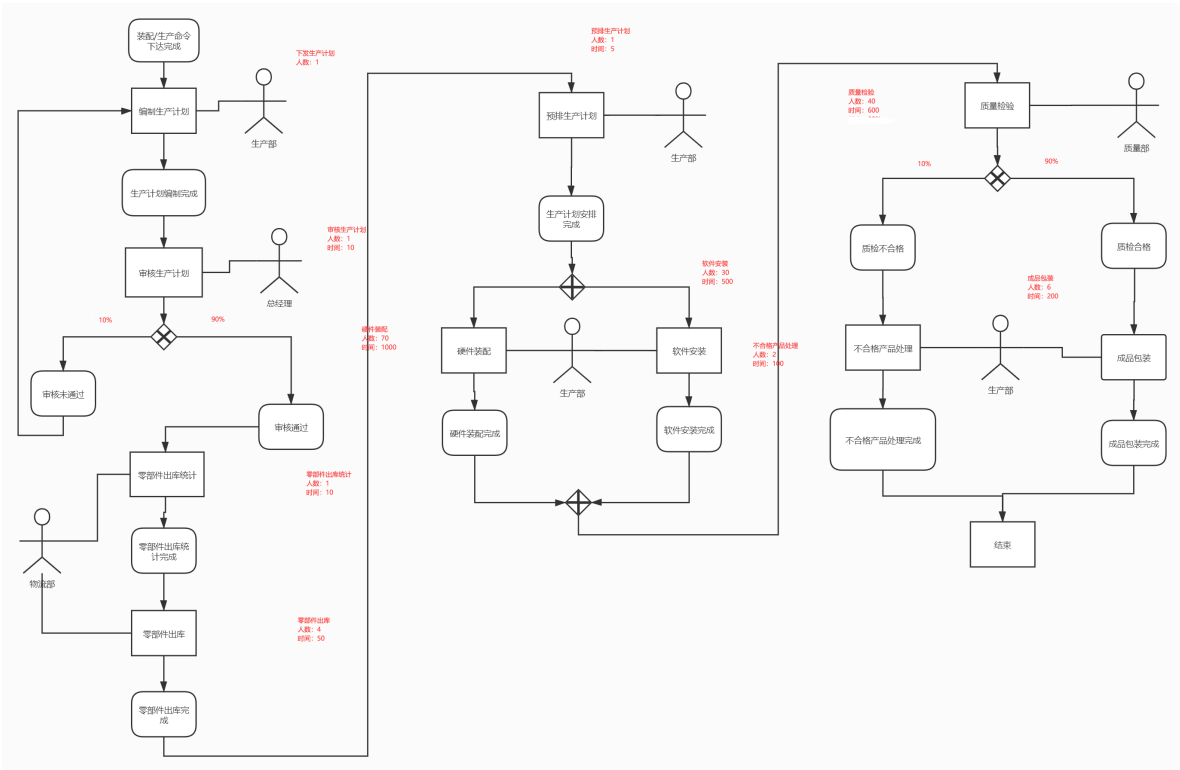 装配/生产命令
下达完成
下发生产计划
人数：1
编制生产计划
生产部
生产计划编制完成
审核生产计划
人数：1
时间：10
审核生产计划
总经理
10%
90%
审核未通过
审核通过
零部件出库统计
零部件出库统计
人数：1
时间：10
零部件出库统
计完成
物流部
零部件出库
零部件出库
人数：4
时间：50
零部件出库完
成
预排生产计划
人数：1
时间：5
预排生产计划
生产部
生产计划安排
完成
软件安装
人数：30
时间：500
硬件装配
人数：70
时间：1000
硬件装配
软件安装
生产部
硬件装配完成
软件安装完成
质量检验
人数：40
时间：600
质量检验
质量部
10%
90%
质检不合格
质检合格
成品包装
人数：6
时间：200
不合格产品处理
人数：2
时间：100
不合格产品处理
生产部
成品包装
不合格产品处理完成
成品包装完成
结束